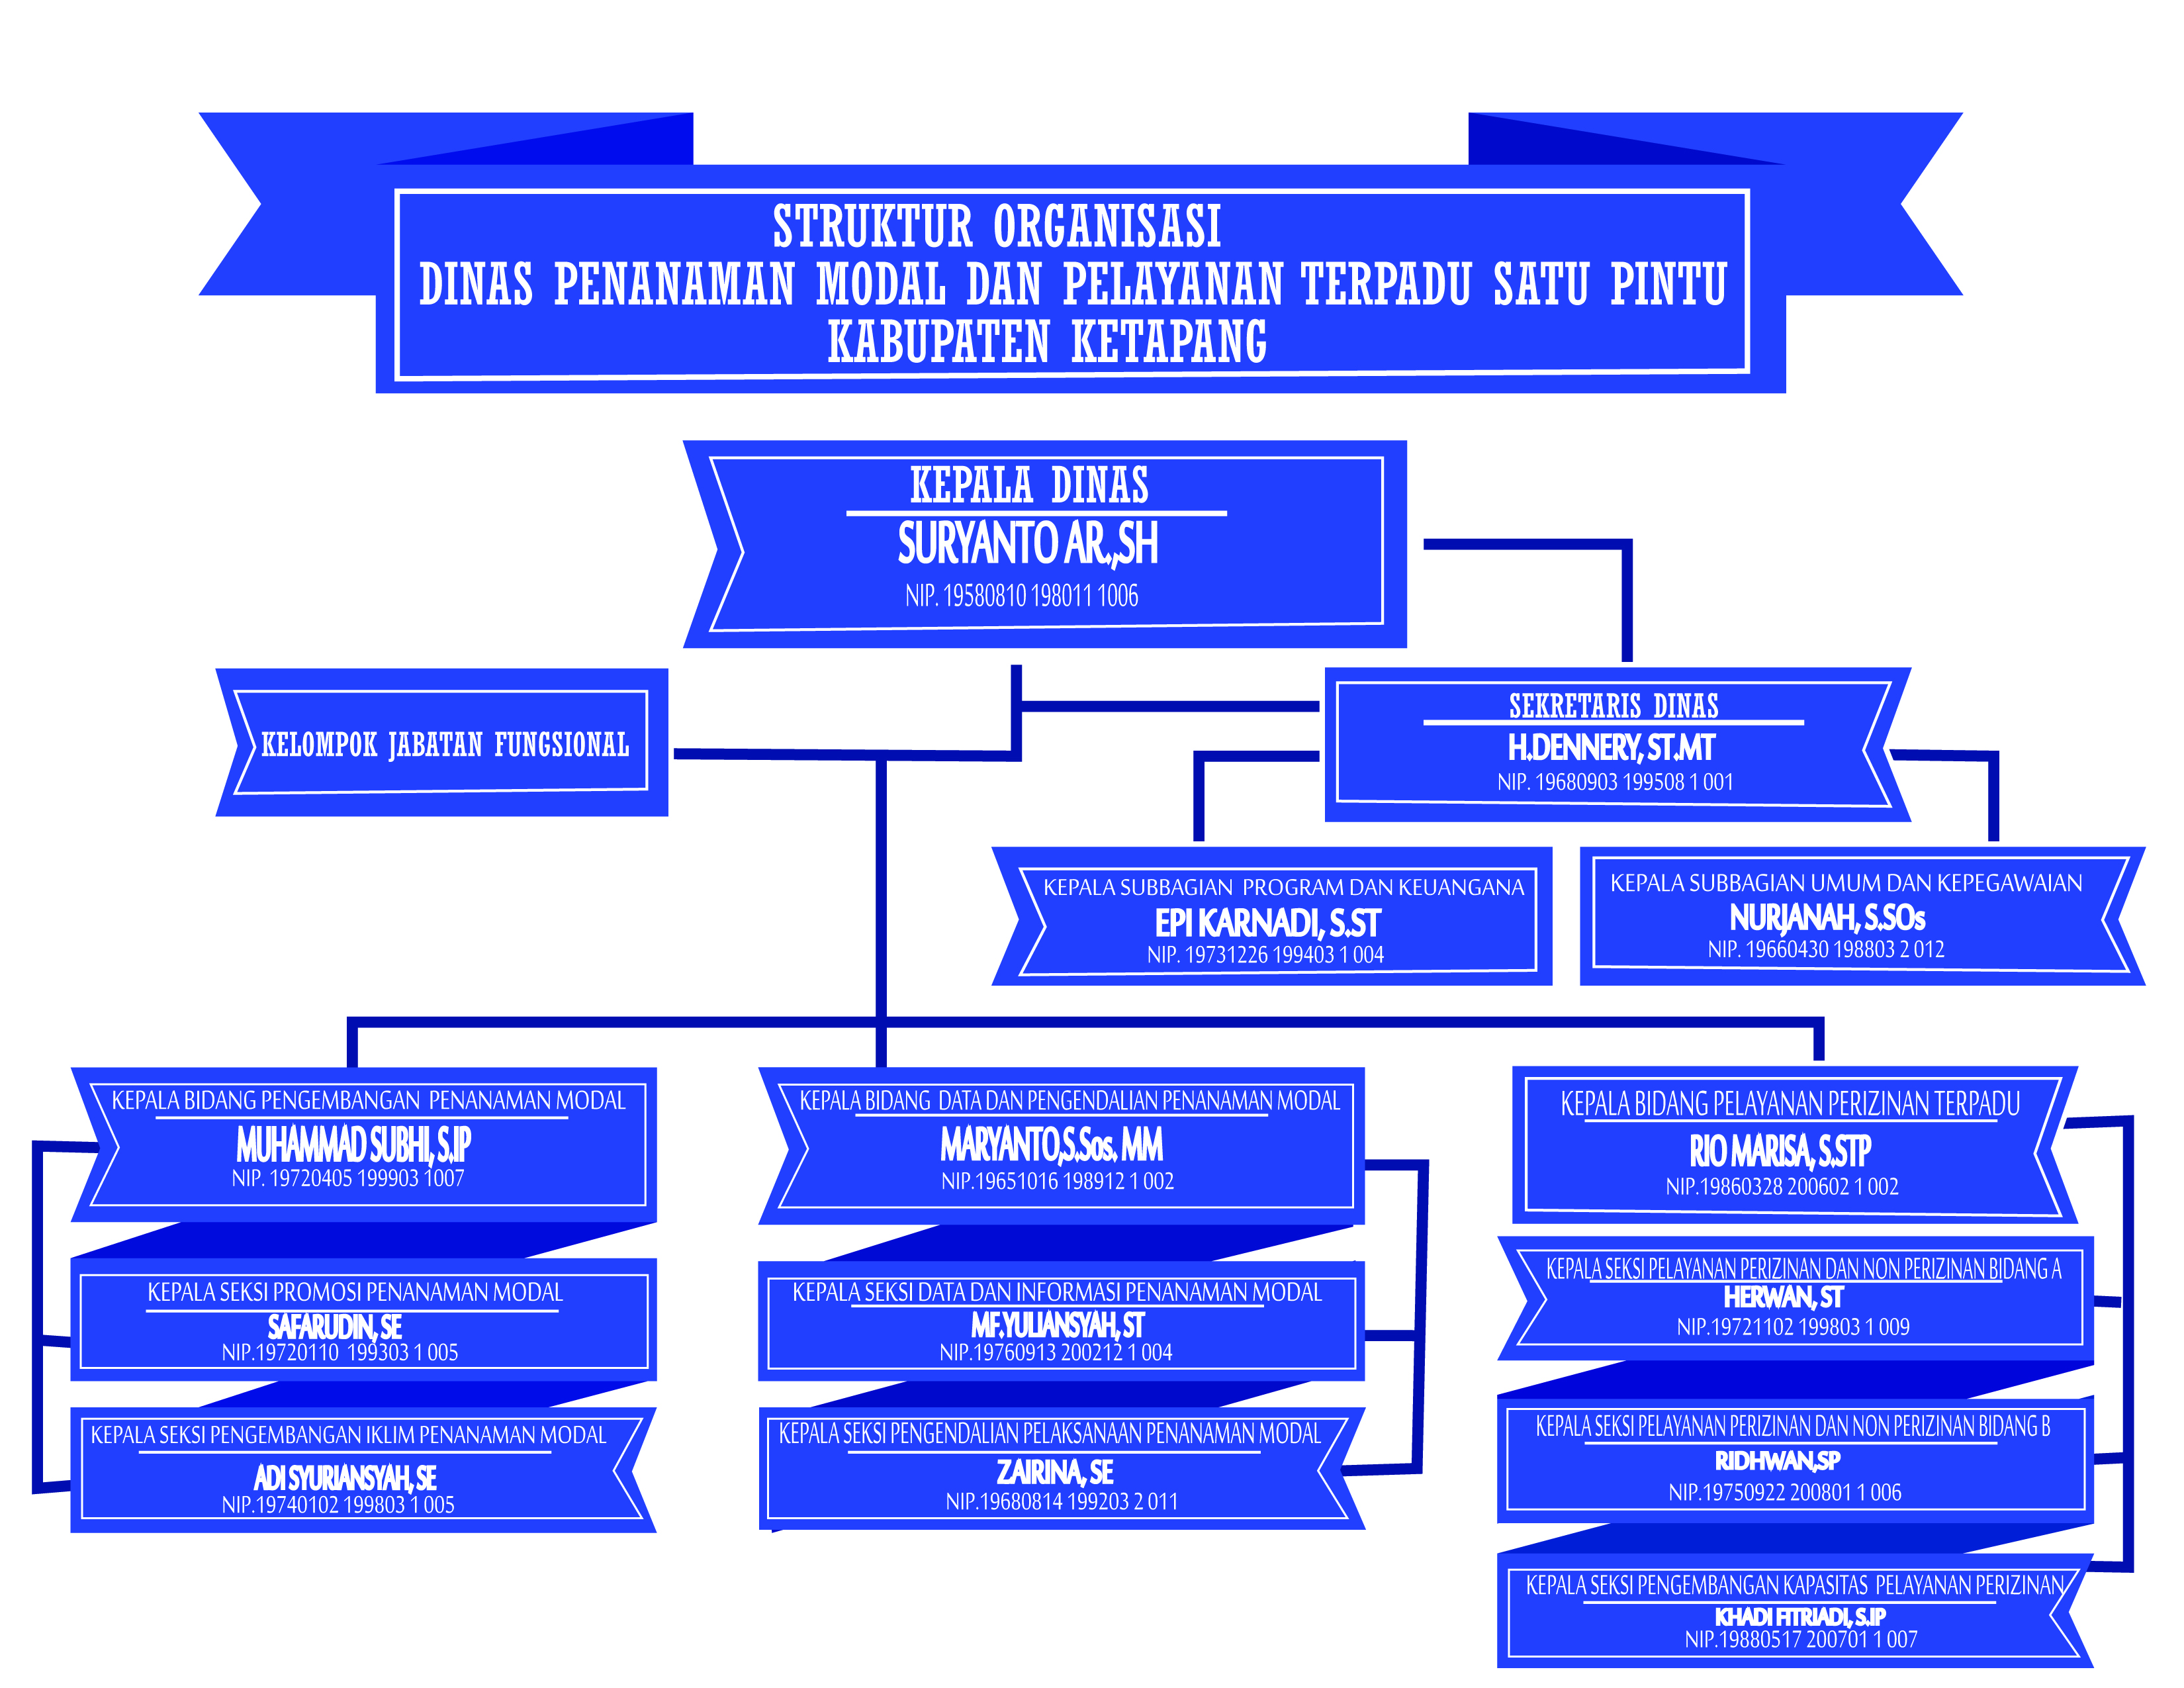 STRUKTUR ORGANISASI
DINAS PENANAMAN MODAL DAN PELAYANAN TERPADU SATU PINTU
KABUPATEN KETAPANG
KEPALA DINAS
SURYANTO AR.,SH
NIP. 19580810 198011 1006
KELOMPOK JABATAN FUNGSIONAL
SEKRETARIS DINAS
H.DENNERY, ST.MT
NIP. 19680903 199508 1 001
KEPALA SUBBAGIAN PROGRAM DAN KEUANGANA
EPI KARNADI, S.ST
NIP. 19731226 199403 1 004
KEPALA SUBBAGIAN UMUM DAN KEPEGAWAIAN
NURJANAH, S.SOs
NIP. 19660430 198803 2 012
KEPALA BIDANG PENGEMBANGAN PENANAMAN MODAL
MUHAMMAD SUBHI, S.IP
NIP. 19720405 199903 1007
KEPALA SEKSI PROMOSI PENANAMAN MODAL
SAFARUDIN, SE
NIP.19720110 199303 1 005
KEPALA SEKSI PENGEMBANGAN IKLIM PENANAMAN MODAL
ADI SYURIANSYAH, SE
NIP.19740102 199803 1 005
KEPALA BIDANG DATA DAN PENGENDALIAN PENANAMAN MODAL
MARYANTO,S.Sos. MM
NIP.19651016 198912 1 002
KEPALA SEKSI DATA DAN INFORMASI PENANAMAN MODAL
MF.YULIANSYAH, ST
NIP.19760913 200212 1 004
KEPALA SEKSI PENGENDALIAN PELAKSANAAN PENANAMAN MODAL
ZAIRINA, SE
NIP.19680814 199203 2 011
KEPALA BIDANG PELAYANAN PERIZINAN TERPADU
RIO MARISA, S.STP
NIP.19860328 200602 1 002
KEPALA SEKSI PELAYANAN PERIZINAN DAN NON PERIZINAN BIDANG A
HERWAN, ST
NIP.19721102 199803 1 009
KEPALA SEKSI PELAYANAN PERIZINAN DAN NON PERIZINAN BIDANG B
RIDHWAN,SP
NIP.19750922 200801 1 006
KEPALA SEKSI PENGEMBANGAN KAPASITAS PELAYANAN PERIZINAN
KHADI FITRIADI, S.IP
NIP.19880517 200701 1 007